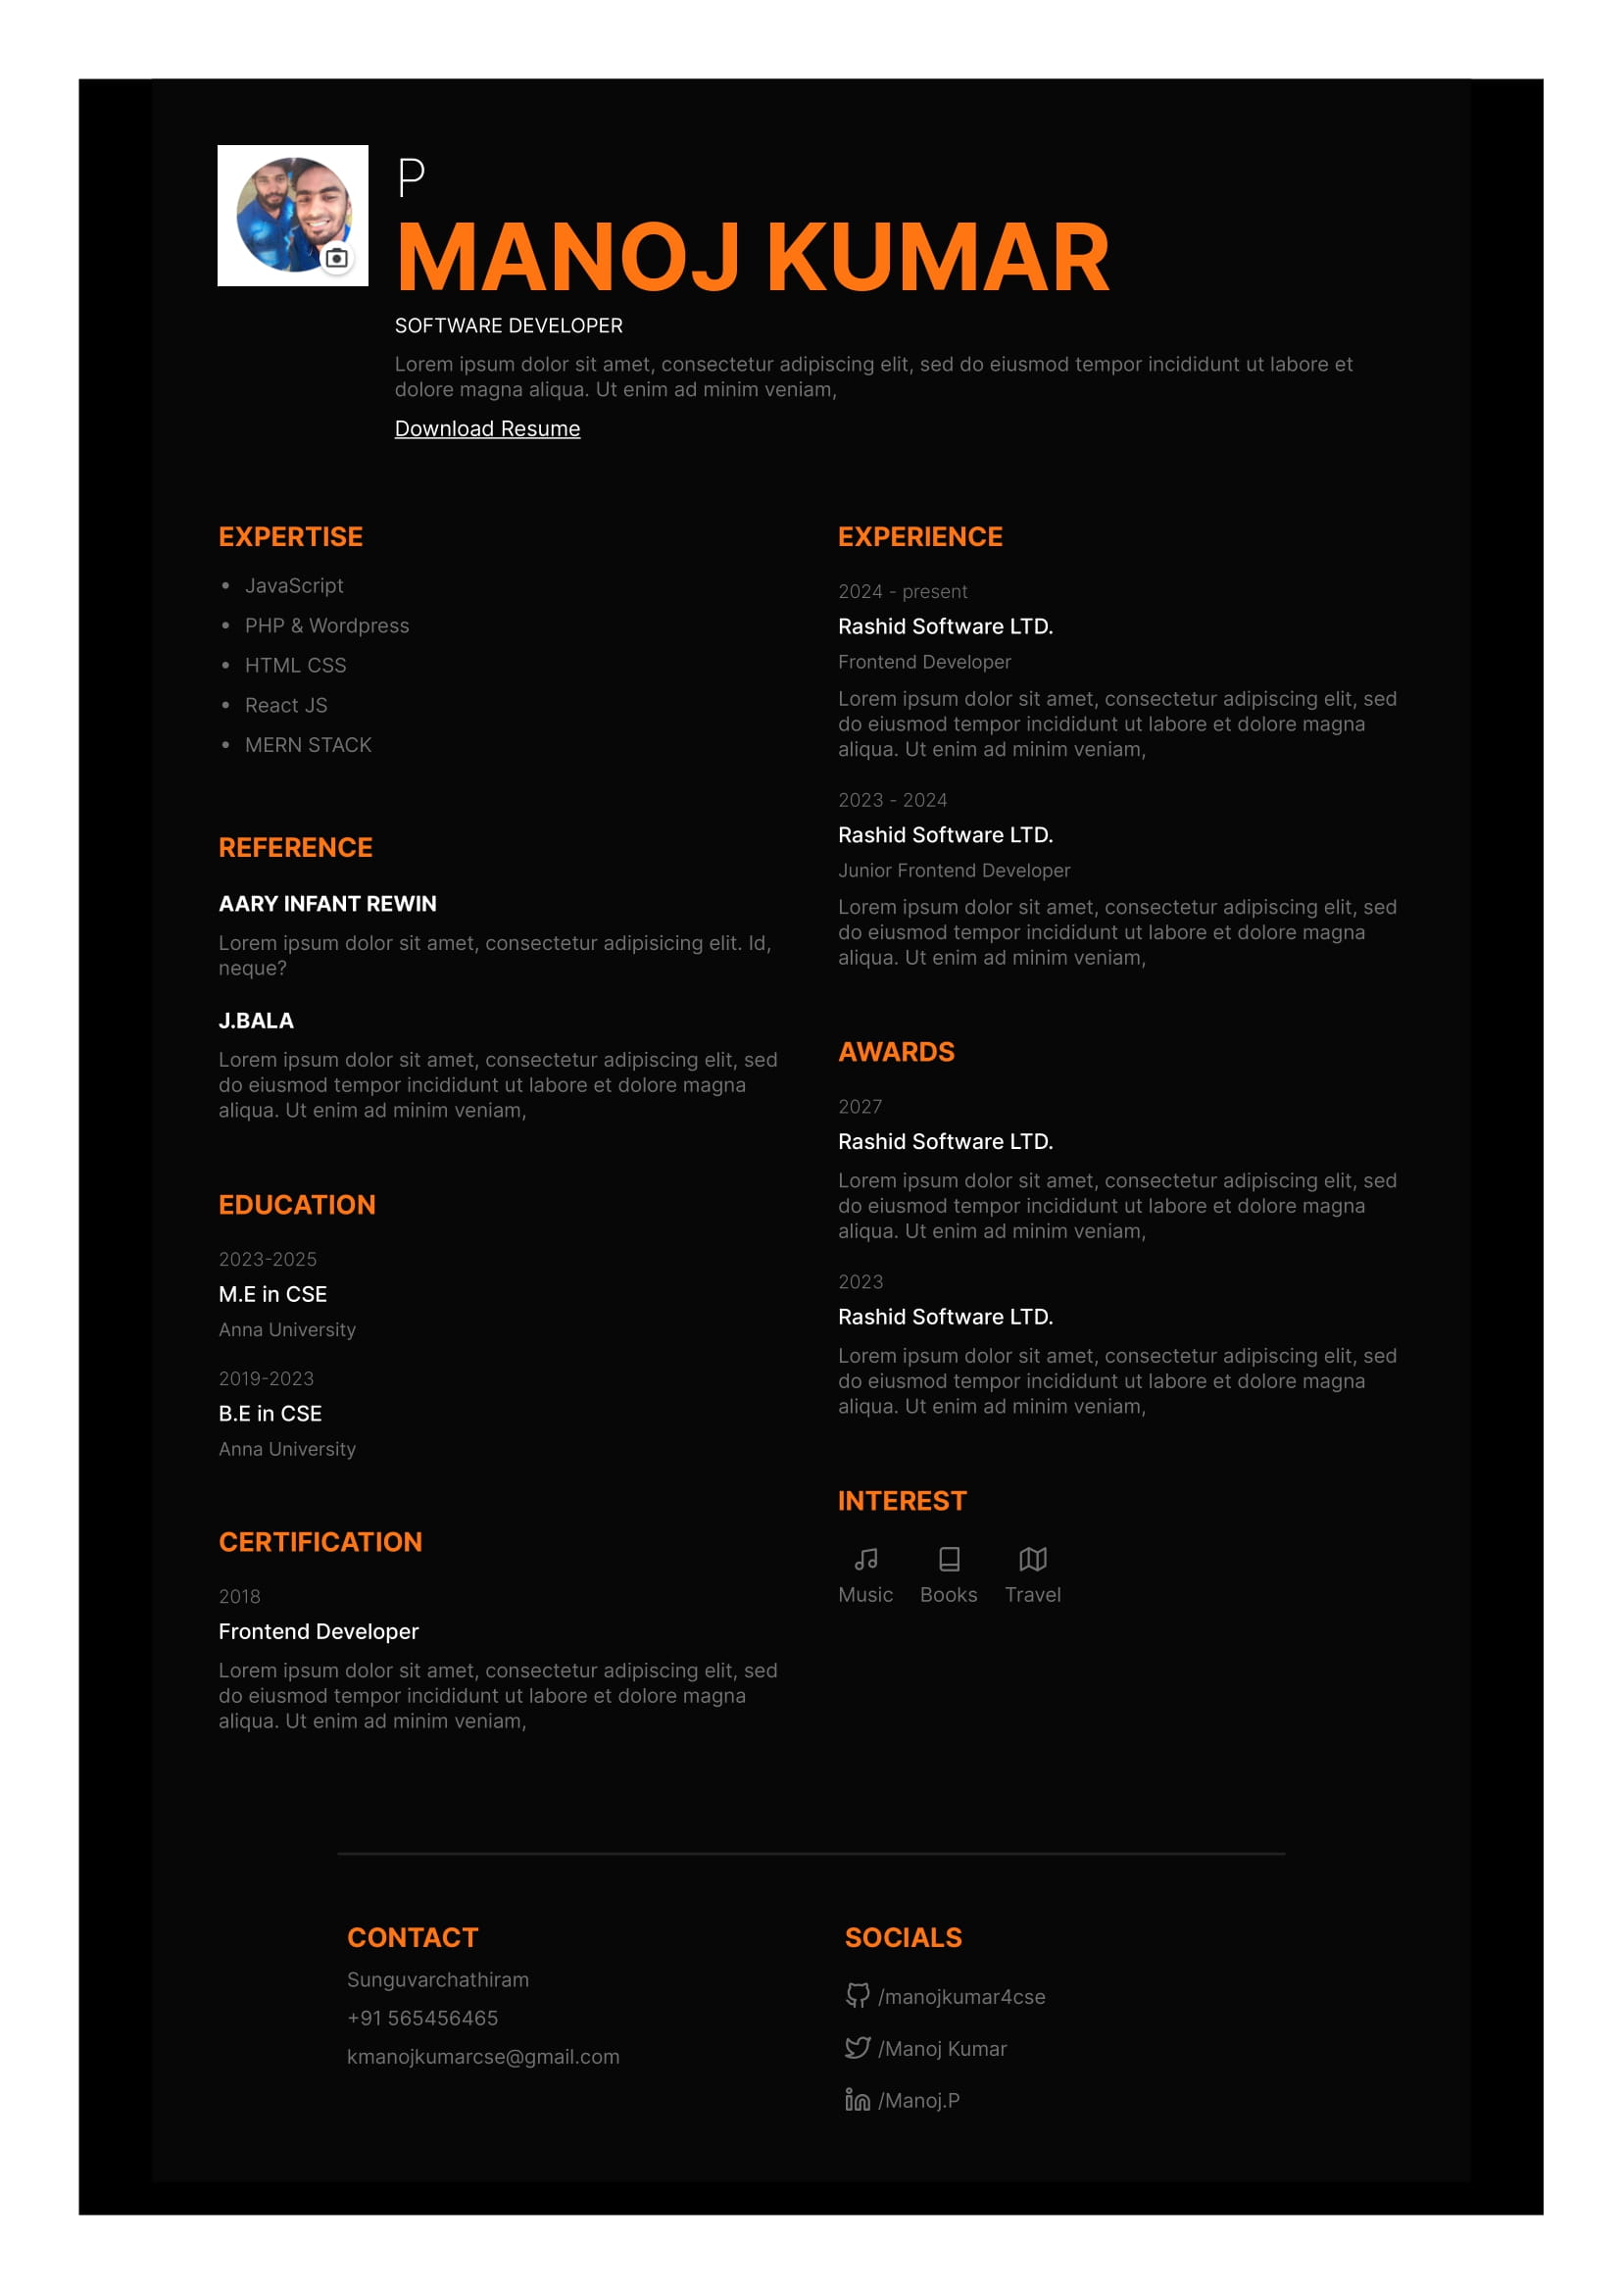 P
MANOJ KUMAR
SOFTWARE DEVELOPER
Lorem ipsum dolor sit amet, consectetur adipiscing elit, sed do eiusmod tempor incididunt ut labore et
dolore magna aliqua. Ut enim ad minim veniam,
Download Resume
EXPERTISE
• JavaScript
• PHP & Wordpress
• HTML CSS
• React JS
• MERN STACK
REFERENCE
AARY INFANT REWIN
Lorem ipsum dolor sit amet, consectetur adipisicing elit. Id,
neque?
J.BALA
Lorem ipsum dolor sit amet, consectetur adipiscing elit, sed
do eiusmod tempor incididunt ut labore et dolore magna
aliqua. Ut enim ad minim veniam,
EDUCATION
2023-2025
M.E in CSE
Anna University
2019-2023
B.E in CSE
Anna University
CERTIFICATION
2018
Frontend Developer
Lorem ipsum dolor sit amet, consectetur adipiscing elit, sed
do eiusmod tempor incididunt ut labore et dolore magna
aliqua. Ut enim ad minim veniam,
EXPERIENCE
2024 - present
Rashid Software LTD.
Frontend Developer
Lorem ipsum dolor sit amet, consectetur adipiscing elit, sed
do eiusmod tempor incididunt ut labore et dolore magna
aliqua. Ut enim ad minim veniam,
2023 - 2024
Rashid Software LTD.
Junior Frontend Developer
Lorem ipsum dolor sit amet, consectetur adipiscing elit, sed
do eiusmod tempor incididunt ut labore et dolore magna
aliqua. Ut enim ad minim veniam,
AWARDS
2027
Rashid Software LTD.
Lorem ipsum dolor sit amet, consectetur adipiscing elit, sed
do eiusmod tempor incididunt ut labore et dolore magna
aliqua. Ut enim ad minim veniam,
2023
Rashid Software LTD.
Lorem ipsum dolor sit amet, consectetur adipiscing elit, sed
do eiusmod tempor incididunt ut labore et dolore magna
aliqua. Ut enim ad minim veniam,
INTEREST
Music Books Travel
CONTACT
Sunguvarchathiram
+91 565456465
kmanojkumarcse@gmail.com
SOCIALS
/manojkumar4cse
/Manoj Kumar
/Manoj.P